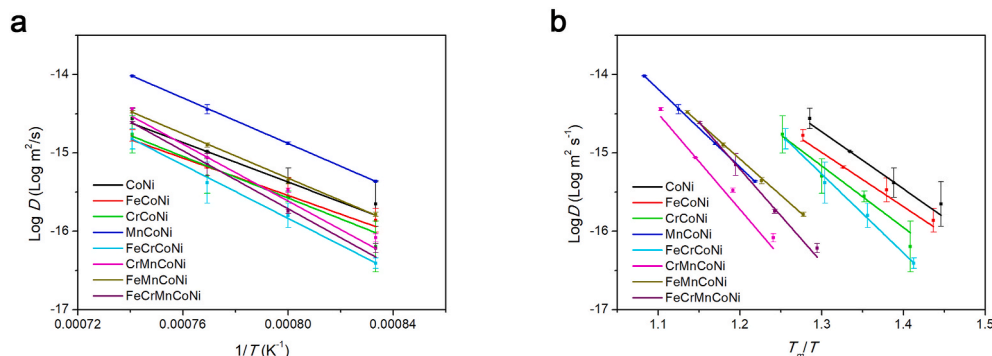 a
Log D (Log m²/s)
-14
-15
-16
-17
CoNi
FeCoNi
CrCoNi
MnCoNi
FeCrCoNi
CrMnCoNi
FeMnCoNi
FeCrMnCoNi
0.00072
0.00076
0.00080
0.00084
1/T (K⁻¹)
b
Log D (Log m² s⁻¹)
-14
-15
-16
-17
CoNi
FeCoNi
CrCoNi
MnCoNi
FeCrCoNi
CrMnCoNi
FeMnCoNi
FeCrMnCoNi
1.1
1.2
1.3
1.4
1.5
Tm/T